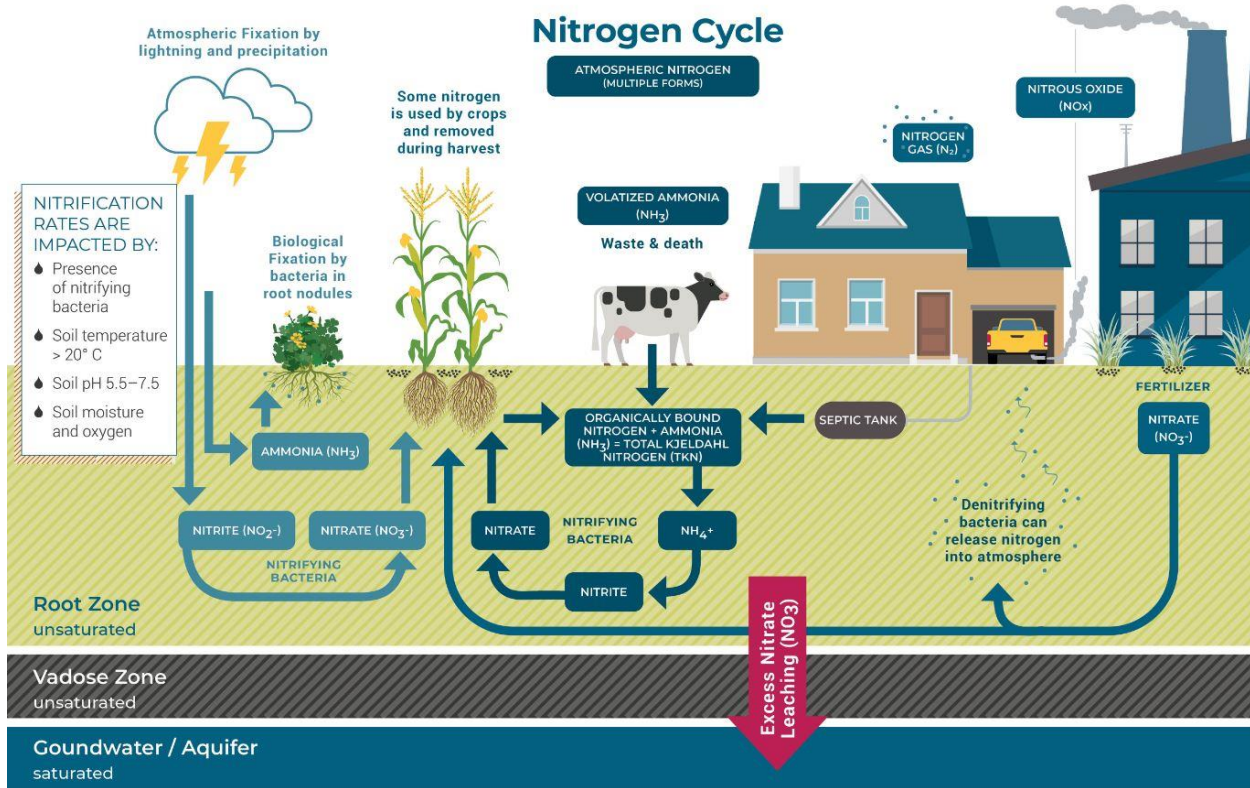 Nitrogen Cycle
ATMOSPHERIC NITROGEN
(MULTIPLE FORMS)
Atmospheric Fixation by
lightning and precipitation
Some nitrogen
is used by crops
and removed
during harvest
NITROUS OXIDE
(NOx)
NITROGEN
GAS (N₂)
VOLATIZED AMMONIA
(NH₃)
Waste & death
NITRIFICATION
RATES ARE
IMPACTED BY:
Presence
of nitrifying
bacteria
Soil temperature
> 20° C
Soil pH 5.5–7.5
Soil moisture
and oxygen
Biological
Fixation by
bacteria in
root nodules
AMMONIA (NH₃)
NITRITE (NO₂-)
NITRATE (NO₃-)
NITRIFYING
BACTERIA
ORGANICALLY BOUND
NITROGEN + AMMONIA
(NH₃) = TOTAL KJELDAHL
NITROGEN (TKN)
SEPTIC TANK
NITRATE
NITRIFYING
BACTERIA
NH₄+
NITRITE
FERTILIZER
NITRATE
(NO₃-)
Denitrifying
bacteria can
release nitrogen
into atmosphere
Excess Nitrate
Leaching (NO₃)
Root Zone
unsaturated
Vadose Zone
unsaturated
Goundwater / Aquifer
saturated